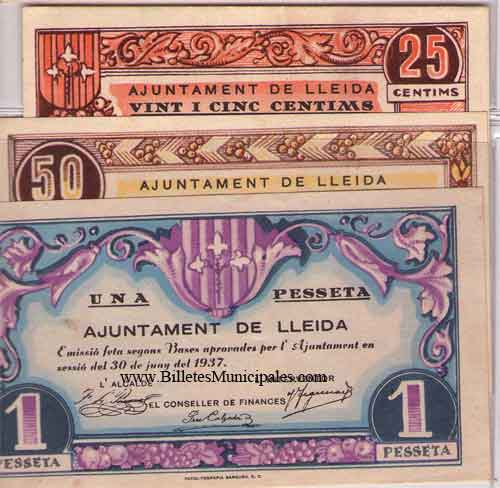 25
CENTIMS
AJUNTAMENT DE LLEIDA
VINT I CINC CENTIMS
50
AJUNTAMENT DE LLEIDA
UNA PESSETA
AJUNTAMENT DE LLEIDA
Emissió feta segons Bases aprovades per l'Ajuntament en
sessió del 30 de juny del 1937.
www.BilletesMunicipales.com
L'ALCALDE
EL CONSELLER DE FINANCES
1 1
PESSETA PESSETA